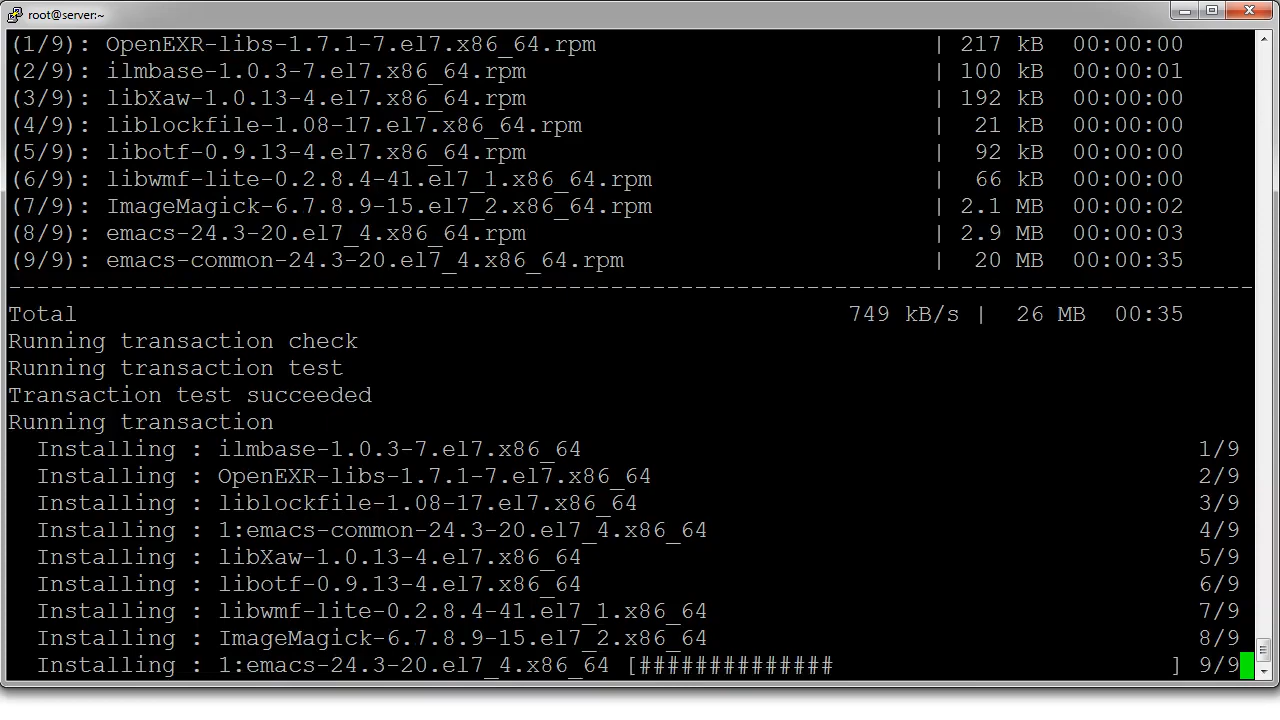 root@server:~
(1/9): OpenEXR-libs-1.7.1-7.el7.x86_64.rpm | 217 kB 00:00:00
(2/9): ilmbase-1.0.3-7.el7.x86_64.rpm | 100 kB 00:00:01
(3/9): libXaw-1.0.13-4.el7.x86_64.rpm | 192 kB 00:00:00
(4/9): liblockfile-1.08-17.el7.x86_64.rpm | 21 kB 00:00:00
(5/9): libotf-0.9.13-4.el7.x86_64.rpm | 92 kB 00:00:00
(6/9): libwmf-lite-0.2.8.4-41.el7_1.x86_64.rpm | 66 kB 00:00:00
(7/9): ImageMagick-6.7.8.9-15.el7_2.x86_64.rpm | 2.1 MB 00:00:02
(8/9): emacs-24.3-20.el7_4.x86_64.rpm | 2.9 MB 00:00:03
(9/9): emacs-common-24.3-20.el7_4.x86_64.rpm | 20 MB 00:00:35
-----------------------------------------------------------------------------------------
Total 749 kB/s | 26 MB 00:35
Running transaction check
Running transaction test
Transaction test succeeded
Running transaction
Installing : ilmbase-1.0.3-7.el7.x86_64 1/9
Installing : OpenEXR-libs-1.7.1-7.el7.x86_64 2/9
Installing : liblockfile-1.08-17.el7.x86_64 3/9
Installing : 1:emacs-common-24.3-20.el7_4.x86_64 4/9
Installing : libXaw-1.0.13-4.el7.x86_64 5/9
Installing : libotf-0.9.13-4.el7.x86_64 6/9
Installing : libwmf-lite-0.2.8.4-41.el7_1.x86_64 7/9
Installing : ImageMagick-6.7.8.9-15.el7_2.x86_64 8/9
Installing : 1:emacs-24.3-20.el7_4.x86_64 [############## ] 9/9